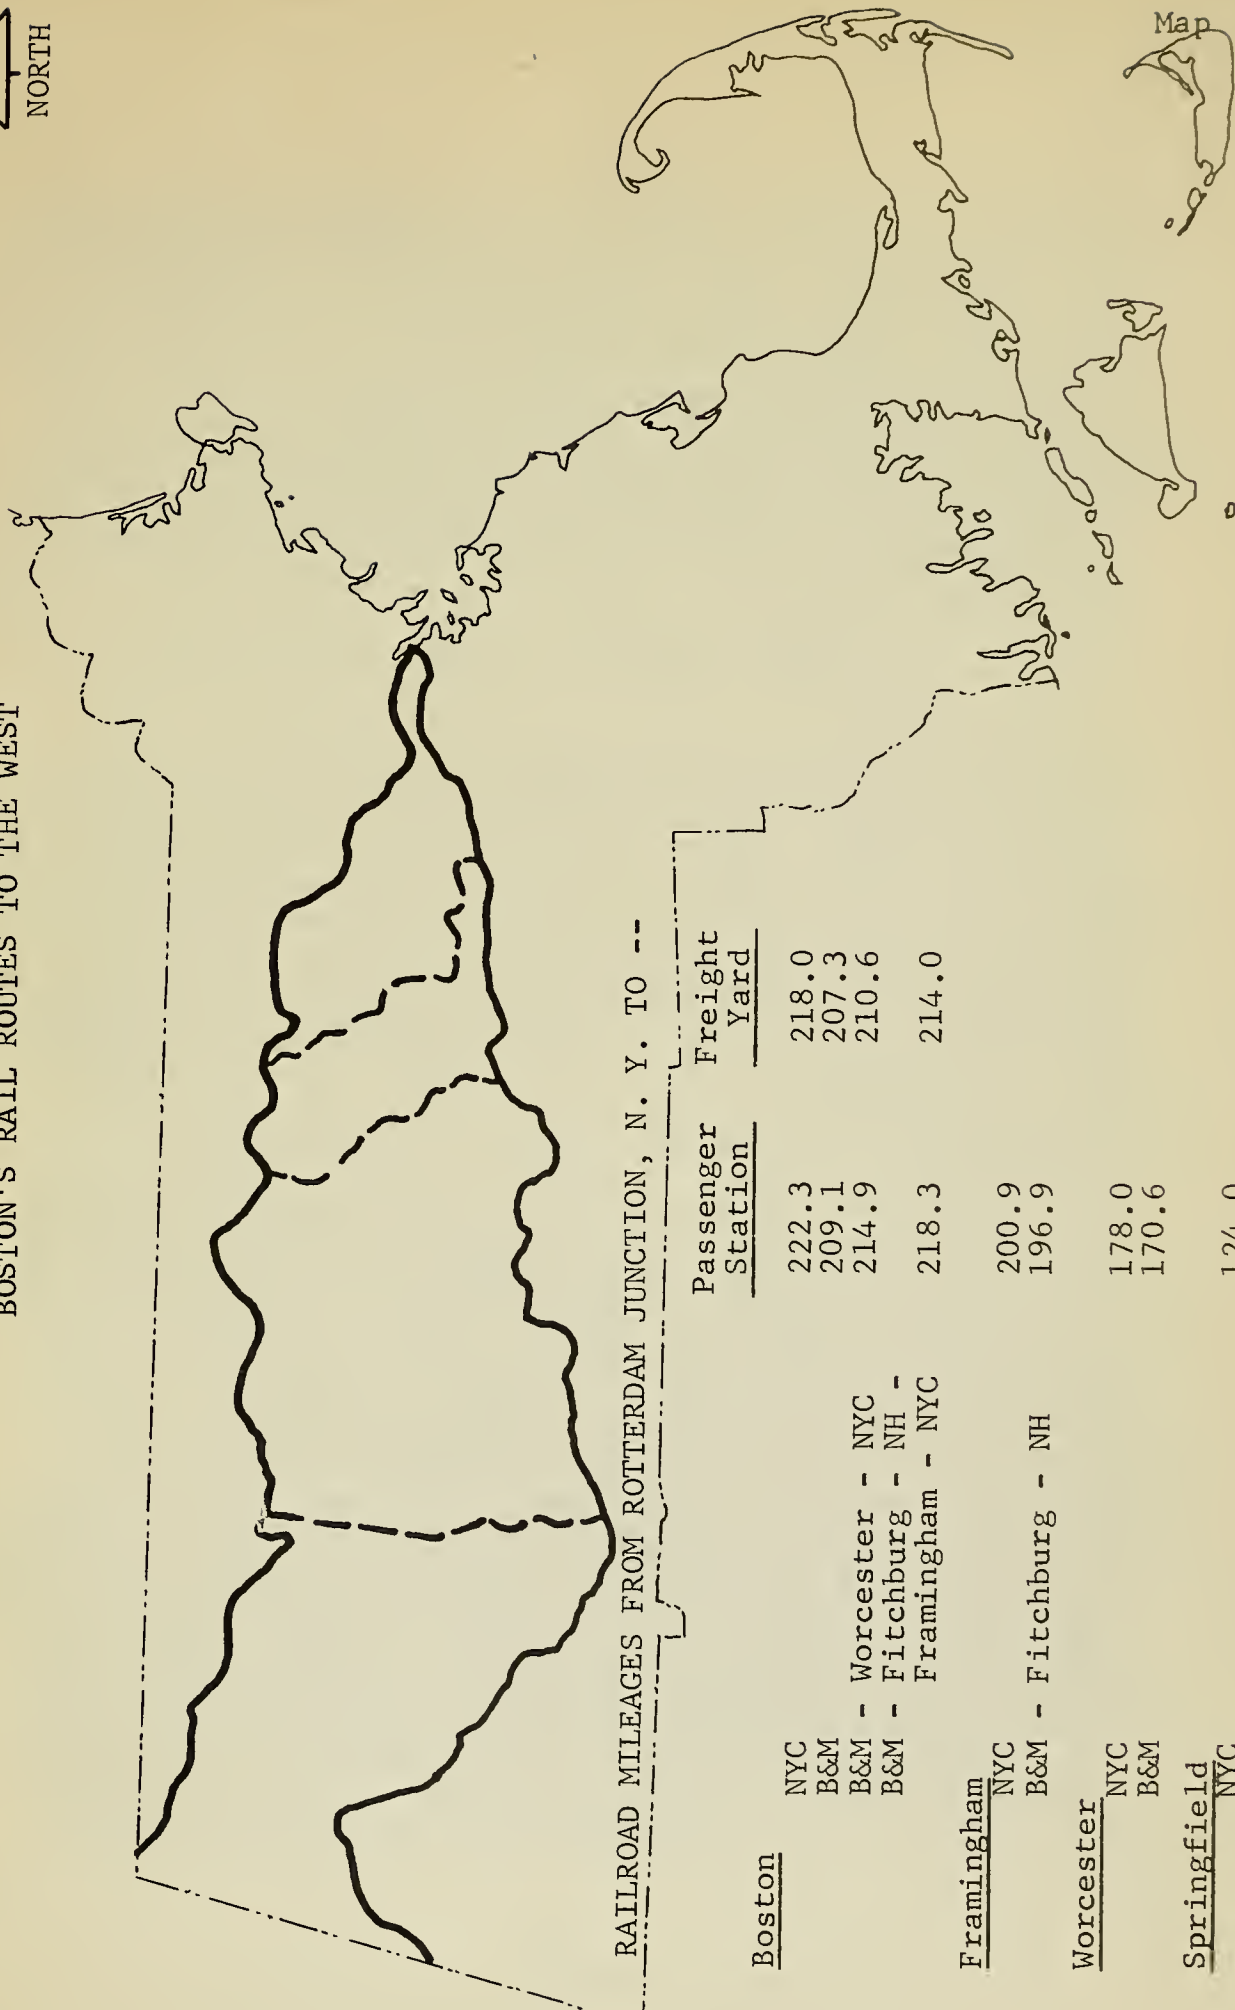 NORTH
BOSTON'S RAIL ROUTES TO THE WEST
Map
RAILROAD MILEAGES FROM ROTTERDAM JUNCTION, N. Y. TO --
Passenger Freight
Station Yard
Boston
NYC 222.3 218.0
B&M 209.1 207.3
B&M - Worcester - NYC 214.9 210.6
B&M - Fitchburg - NH -
Framingham - NYC 218.3 214.0
Framingham
NYC 200.9
B&M - Fitchburg - NH 196.9
Worcester
NYC 178.0
B&M 170.6
Springfield
NYC 124.0